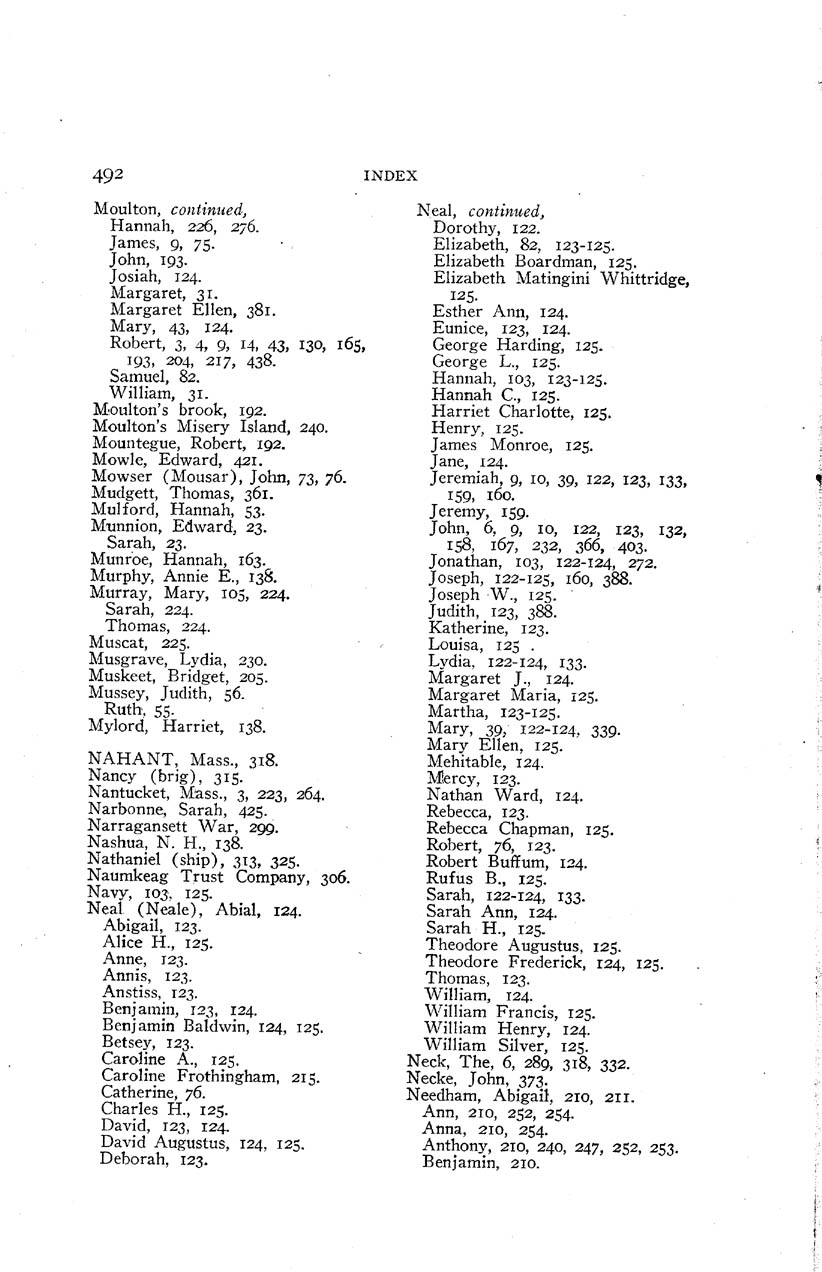 492
INDEX
Moulton, continued,
Hannah, 226, 276.
James, 9, 75.
John, 193.
Josiah, 124.
Margaret, 31.
Margaret Ellen, 381.
Mary, 43, 124.
Robert, 3, 4, 9, 14, 43, 130, 165,
193, 204, 217, 438.
Samuel, 82.
William, 31.
Moulton's brook, 192.
Moulton's Misery Island, 240.
Mountegue, Robert, 192.
Mowle, Edward, 421.
Mowser (Mousar), John, 73, 76.
Mudgett, Thomas, 361.
Mulford, Hannah, 53.
Munnion, Edward, 23.
Sarah, 23.
Munroe, Hannah, 163.
Murphy, Annie E., 138.
Murray, Mary, 105, 224.
Sarah, 224.
Thomas, 224.
Muscat, 225.
Musgrave, Lydia, 230.
Muskeet, Bridget, 205.
Mussey, Judith, 56.
Ruth, 55.
Mylord, Harriet, 138.
NAHANT, Mass., 318.
Nancy (brig), 315.
Nantucket, Mass., 3, 223, 264.
Narbonne, Sarah, 425.
Narragansett War, 299.
Nashua, N. H., 138.
Nathaniel (ship), 313, 325.
Naumkeag Trust Company, 306.
Navy, 103, 125.
Neal (Neale), Abial, 124.
Abigail, 123.
Alice H., 125.
Anne, 123.
Annis, 123.
Anstiss, 123.
Benjamin, 123, 124.
Benjamin Baldwin, 124, 125.
Betsey, 123.
Caroline A., 125.
Caroline Frothingham, 215.
Catherine, 76.
Charles H., 125.
David, 123, 124.
David Augustus, 124, 125.
Deborah, 123.
Neal, continued,
Dorothy, 122.
Elizabeth, 82, 123-125.
Elizabeth Boardman, 125.
Elizabeth Matingini Whittridge,
125.
Esther Ann, 124.
Eunice, 123, 124.
George Harding, 125.
George L., 125.
Hannah, 103, 123-125.
Hannah C., 125.
Harriet Charlotte, 125.
Henry, 125.
James Monroe, 125.
Jane, 124.
Jeremiah, 9, 10, 39, 122, 123, 133,
159, 160.
Jeremy, 159.
John, 6, 9, 10, 122, 123, 132,
158, 167, 232, 366, 403.
Jonathan, 103, 122-124, 272.
Joseph, 122-125, 160, 388.
Joseph W., 125.
Judith, 123, 388.
Katherine, 123.
Louisa, 125 .
Lydia, 122-124, 133.
Margaret J., 124.
Margaret Maria, 125.
Martha, 123-125.
Mary, 39, 122-124, 339.
Mary Ellen, 125.
Mehitable, 124.
Mercy, 123.
Nathan Ward, 124.
Rebecca, 123.
Rebecca Chapman, 125.
Robert, 76, 123.
Robert Buffum, 124.
Rufus B., 125.
Sarah, 122-124, 133.
Sarah Ann, 124.
Sarah H., 125.
Theodore Augustus, 125.
Theodore Frederick, 124, 125.
Thomas, 123.
William, 124.
William Francis, 125.
William Henry, 124.
William Silver, 125.
Neck, The, 6, 289, 318, 332.
Necke, John, 373.
Needham, Abigail, 210, 211.
Ann, 210, 252, 254.
Anna, 210, 254.
Anthony, 210, 240, 247, 252, 253.
Benjamin, 210.